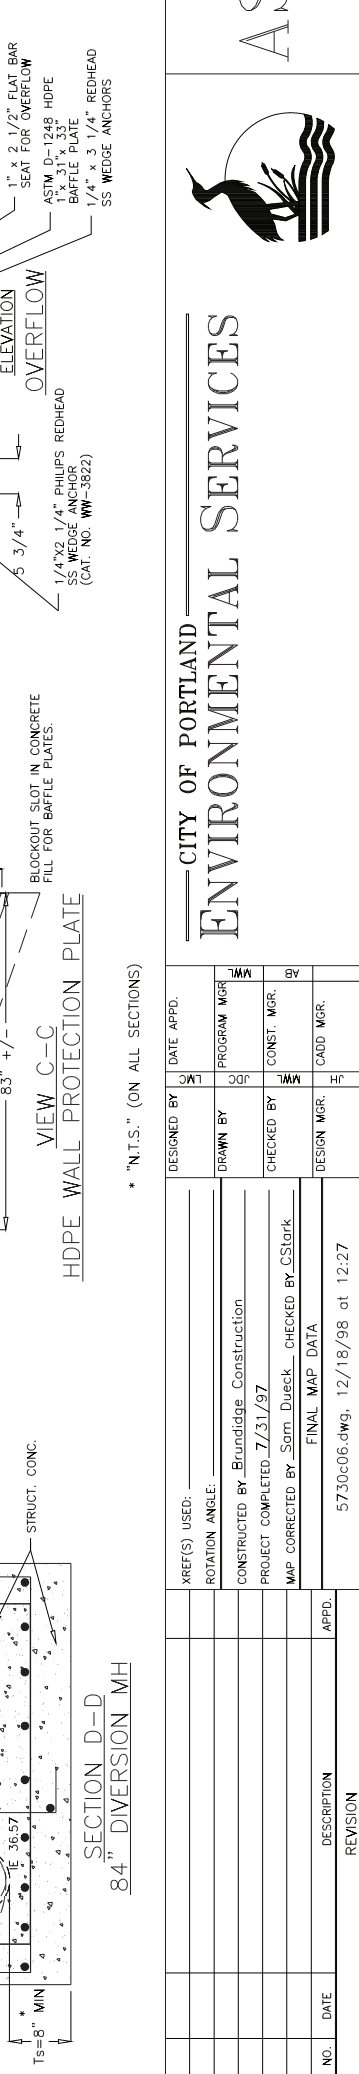 1" x 2 1/2" FLAT BAR
SEAT FOR OVERFLOW
ASTM D-1248 HDPE
1"x 31"x 33"
BAFFLE PLATE
1/4" x 3 1/4" REDHEAD
SS WEDGE ANCHORS
ELEVATION
OVERFLOW
5 3/4"
1/4"X2 1/4" PHILIPS REDHEAD
SS WEDGE ANCHOR
(CAT. NO. WW-3822)
BLOCKOUT SLOT IN CONCRETE
FILL FOR BAFFLE PLATES.
83" +/-
VIEW C-C
HDPE WALL PROTECTION PLATE
* "N.T.S." (ON ALL SECTIONS)
STRUCT. CONC.
IE 36.57
SECTION D-D
84" DIVERSION MH
*
Ts=8" MIN
AS
CITY OF PORTLAND
ENVIRONMENTAL SERVICES
DESIGNED BY
LMC
DATE APPD.
DRAWN BY
JDC
PROGRAM MGR
MWL
CHECKED BY
MWL
CONST. MGR.
AB
DESIGN MGR.
JH
CADD MGR.
XREF(S) USED:
ROTATION ANGLE:
CONSTRUCTED BY Brundidge Construction
PROJECT COMPLETED 7/31/97
MAP CORRECTED BY Sam Dueck CHECKED BY CStark
FINAL MAP DATA
5730c06.dwg, 12/18/98 at 12:27
NO. DATE DESCRIPTION APPD.
REVISION